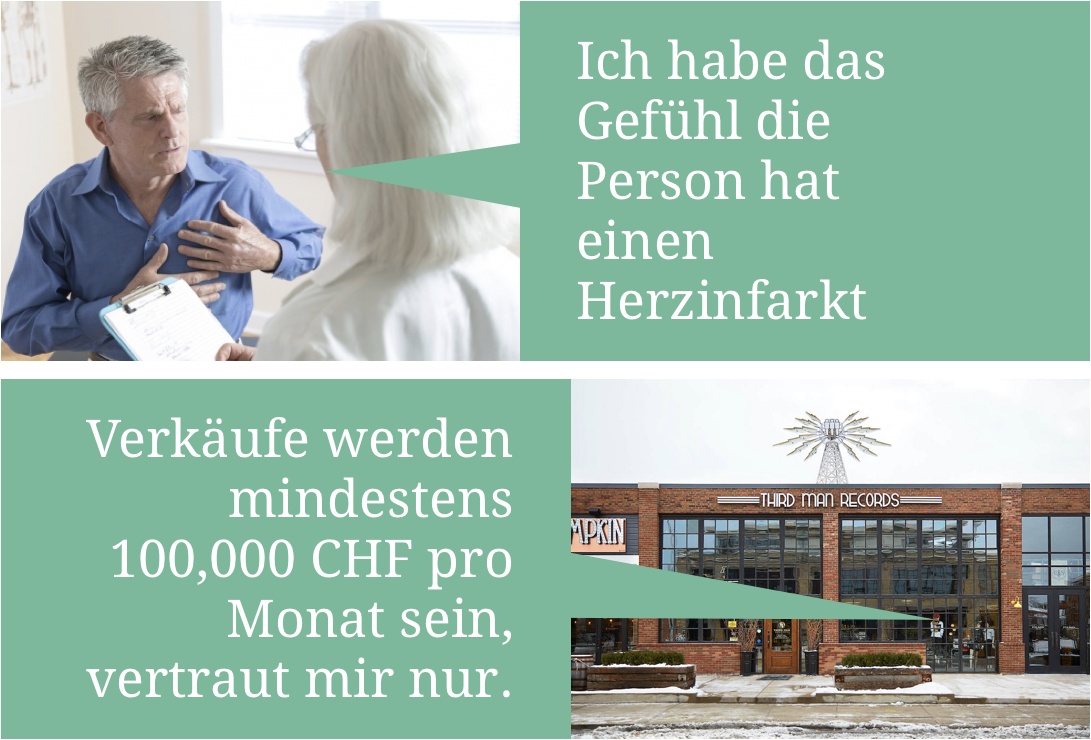 Ich habe das
Gefühl die
Person hat
einen
Herzinfarkt
Verkäufe werden
mindestens
100,000 CHF pro
Monat sein,
vertraut mir nur.
THIRD MAN RECORDS
MPKIN